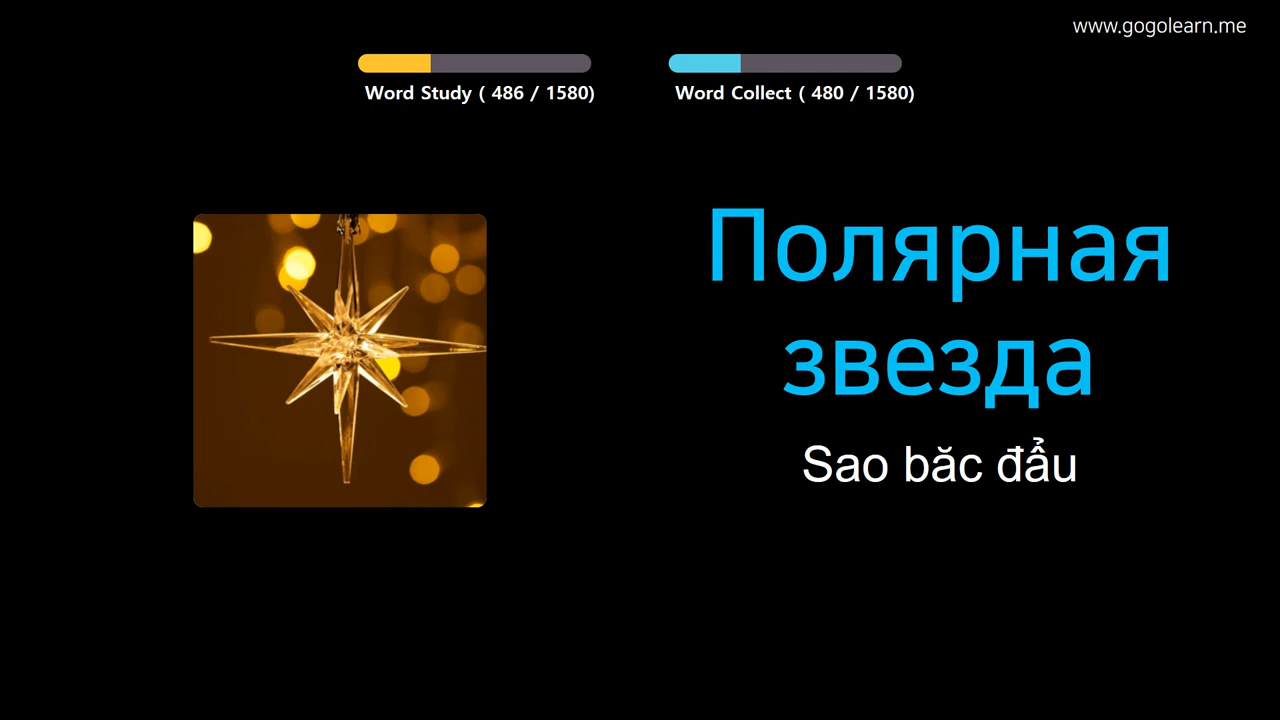 www.gogolearn.me
Word Study ( 486 / 1580)
Word Collect ( 480 / 1580)
Полярная
звезда
Sao băc đẩu